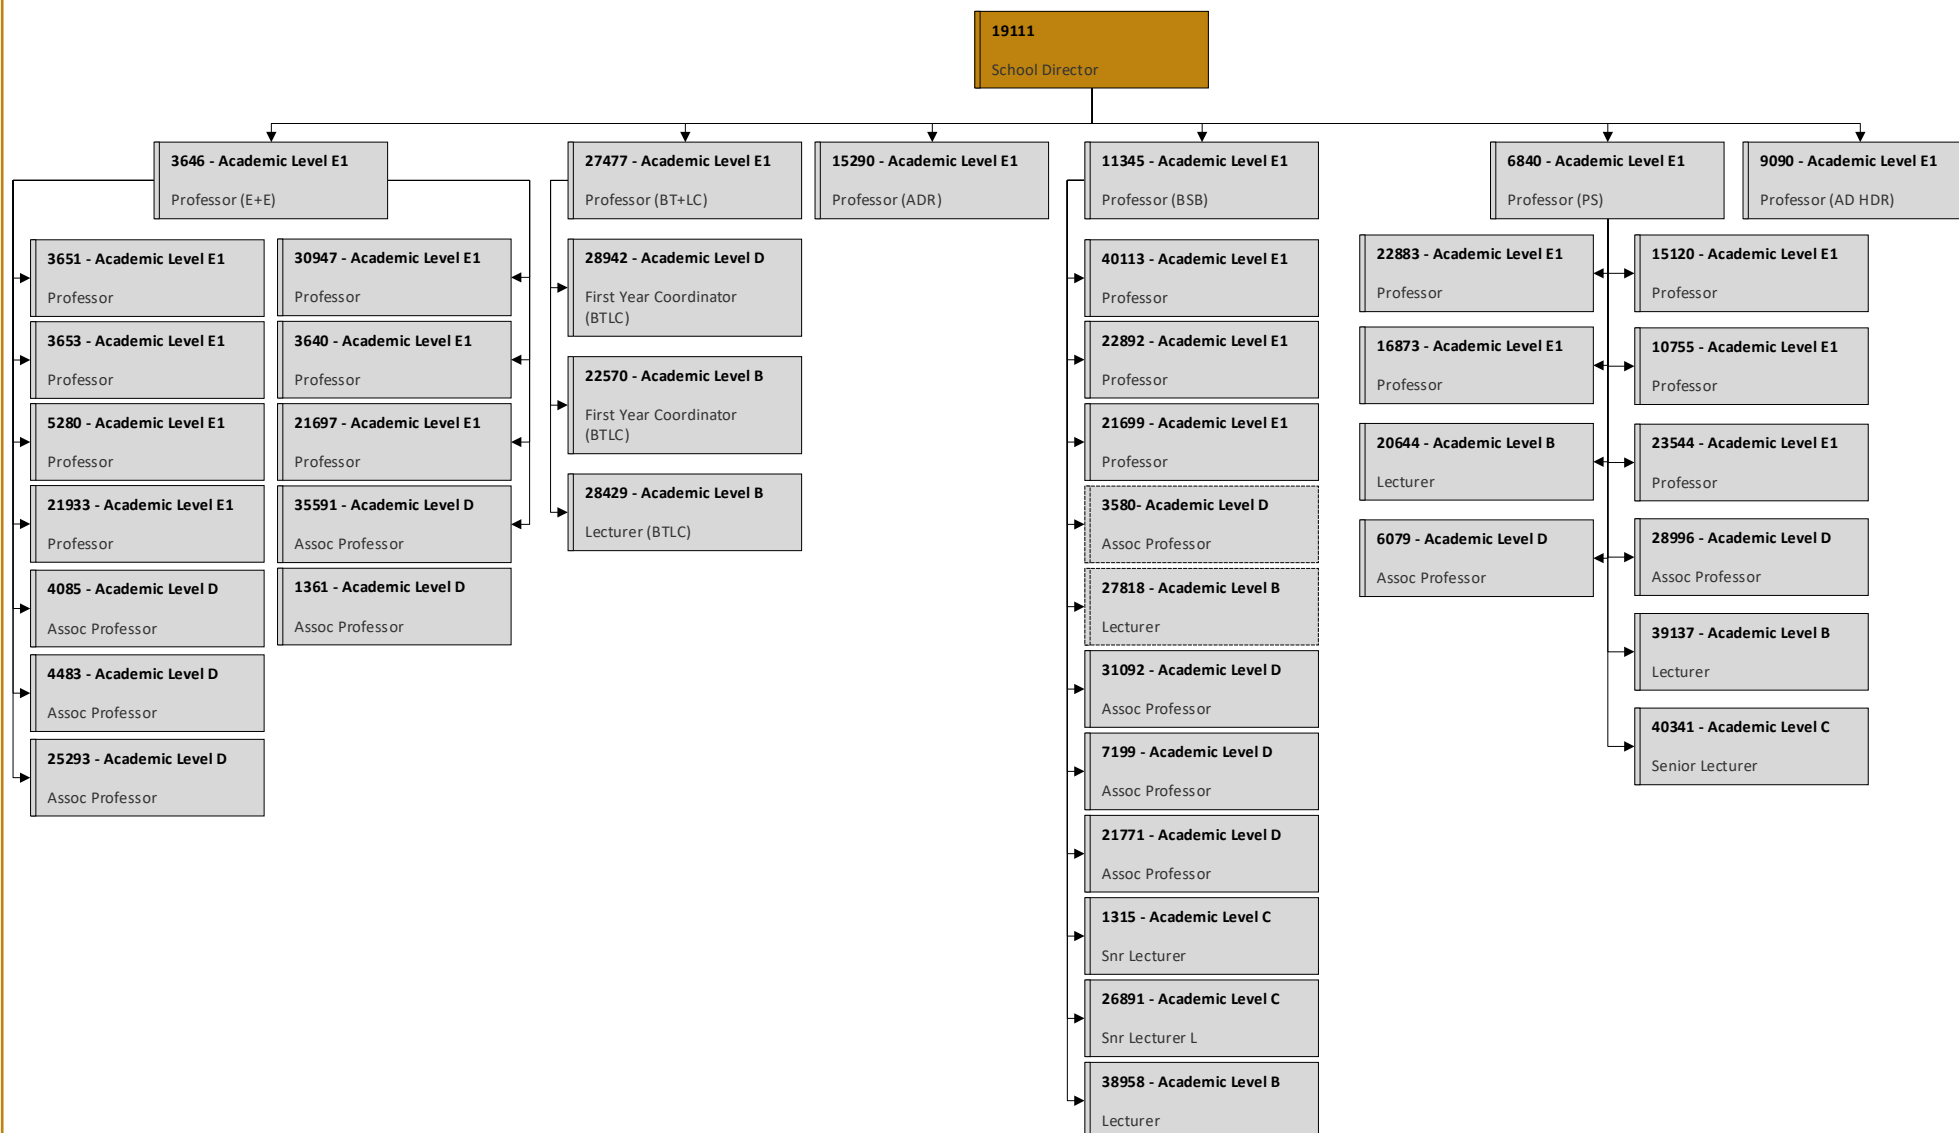 19111
School Director
3646 - Academic Level E1
Professor (E+E)
27477 - Academic Level E1
Professor (BT+LC)
15290 - Academic Level E1
Professor (ADR)
11345 - Academic Level E1
Professor (BSB)
6840 - Academic Level E1
Professor (PS)
9090 - Academic Level E1
Professor (AD HDR)
3651 - Academic Level E1
Professor
3653 - Academic Level E1
Professor
5280 - Academic Level E1
Professor
21933 - Academic Level E1
Professor
4085 - Academic Level D
Assoc Professor
4483 - Academic Level D
Assoc Professor
25293 - Academic Level D
Assoc Professor
30947 - Academic Level E1
Professor
3640 - Academic Level E1
Professor
21697 - Academic Level E1
Professor
35591 - Academic Level D
Assoc Professor
1361 - Academic Level D
Assoc Professor
28942 - Academic Level D
First Year Coordinator
(BTLC)
22570 - Academic Level B
First Year Coordinator
(BTLC)
28429 - Academic Level B
Lecturer (BTLC)
40113 - Academic Level E1
Professor
22892 - Academic Level E1
Professor
21699 - Academic Level E1
Professor
3580- Academic Level D
Assoc Professor
27818 - Academic Level B
Lecturer
31092 - Academic Level D
Assoc Professor
7199 - Academic Level D
Assoc Professor
21771 - Academic Level D
Assoc Professor
1315 - Academic Level C
Snr Lecturer
26891 - Academic Level C
Snr Lecturer L
38958 - Academic Level B
Lecturer
22883 - Academic Level E1
Professor
16873 - Academic Level E1
Professor
20644 - Academic Level B
Lecturer
6079 - Academic Level D
Assoc Professor
15120 - Academic Level E1
Professor
10755 - Academic Level E1
Professor
23544 - Academic Level E1
Professor
28996 - Academic Level D
Assoc Professor
39137 - Academic Level B
Lecturer
40341 - Academic Level C
Senior Lecturer